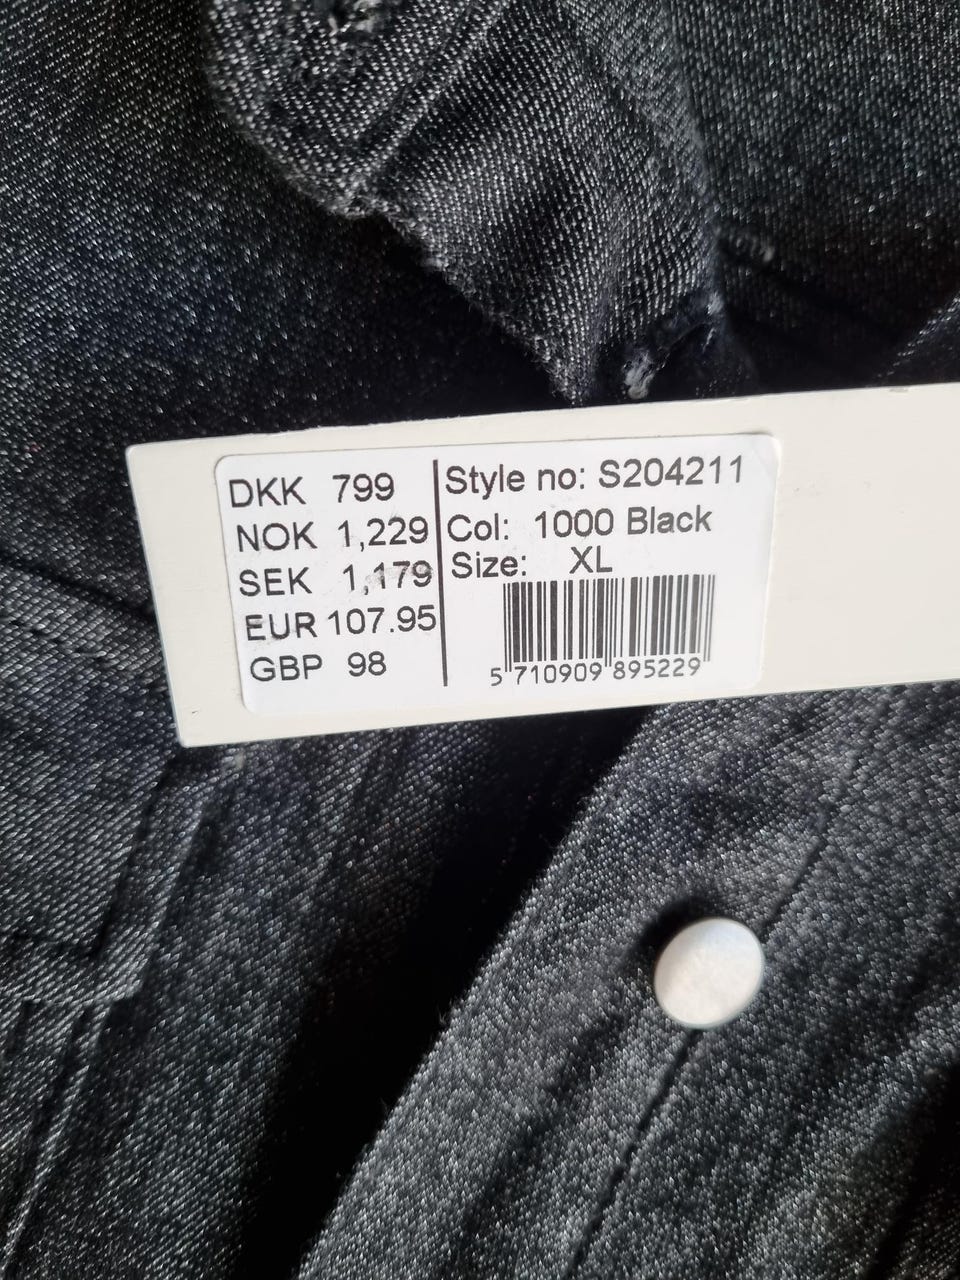 DKK 799
NOK 1,229
SEK 1,179
EUR 107.95
GBP 98
Style no: S204211
Col: 1000 Black
Size: XL
5 710909 895229